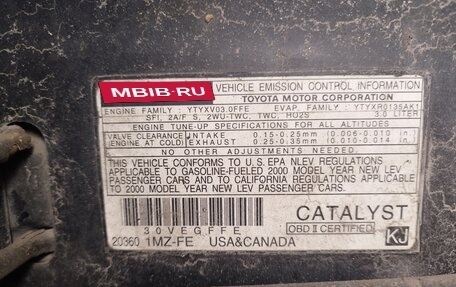 MBIB.RU
VEHICLE EMISSION CONTROL INFORMATION
TOYOTA MOTOR CORPORATION
ENGINE FAMILY : YTYXV03.0FFE EVAP. FAMILY : YTYXR0135AK1
SFI, 2A/F S, 2WU-TWC, TWC, HO2S 3.0 LITER
ENGINE TUNE-UP SPECIFICATIONS FOR ALL ALTITUDES
VALVE CLEARANCE INTAKE 0.15-0.25mm (0.006-0.010 in
ENGINE AT COLD EXHAUST 0.25-0.35mm (0.010-0.014 in
NO OTHER ADJUSTMENTS NEEDED.
THIS VEHICLE CONFORMS TO U.S. EPA NLEV REGULATIONS
APPLICABLE TO GASOLINE-FUELED 2000 MODEL YEAR NEW LEV
PASSENGER CARS AND TO CALIFORNIA REGULATIONS APPLICABLE
TO 2000 MODEL YEAR NEW LEV PASSENGER CARS.
30VEGFFE
CATALYST
OBD II CERTIFIED
KJ
20360 1MZ-FE USA&CANADA